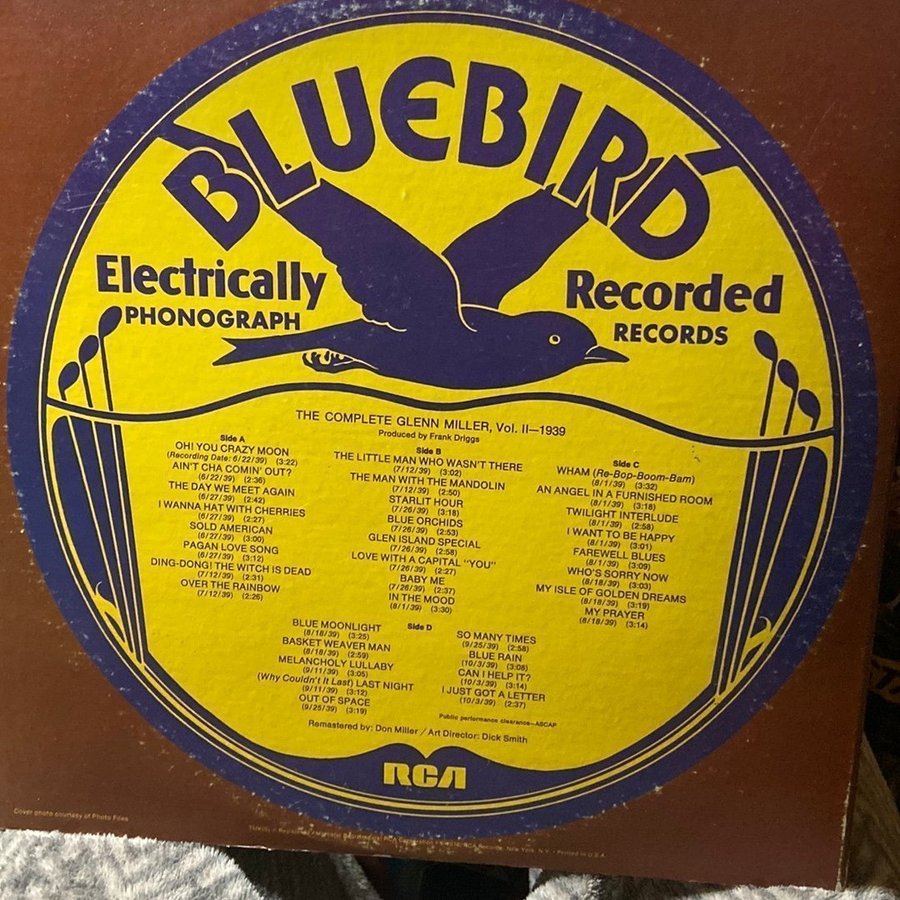 BLUEBIRD
Electrically
PHONOGRAPH
Recorded
RECORDS
THE COMPLETE GLENN MILLER, Vol. II—1939
Produced by Frank Driggs
Side A
OH! YOU CRAZY MOON
(Recording Date: 6/22/39) (3:22)
AIN'T CHA COMIN' OUT?
(6/22/39) (2:36)
THE DAY WE MEET AGAIN
(6/27/39) (2:42)
I WANNA HAT WITH CHERRIES
(6/27/39) (2:27)
SOLD AMERICAN
(6/27/39) (3:00)
PAGAN LOVE SONG
(6/27/39) (3:12)
DING-DONG! THE WITCH IS DEAD
(7/12/39) (2:31)
OVER THE RAINBOW
(7/12/39) (2:26)
Side B
THE LITTLE MAN WHO WASN'T THERE
(7/12/39) (3:02)
THE MAN WITH THE MANDOLIN
(7/12/39) (2:50)
STARLIT HOUR
(7/26/39) (3:18)
BLUE ORCHIDS
(7/26/39) (2:53)
GLEN ISLAND SPECIAL
(7/26/39) (2:58)
LOVE WITH A CAPITAL "YOU"
(7/26/39) (2:27)
BABY ME
(7/26/39) (2:37)
IN THE MOOD
(8/1/39) (3:30)
Side C
WHAM (Re-Bop-Boom-Bam)
(8/1/39) (3:32)
AN ANGEL IN A FURNISHED ROOM
(8/1/39) (3:18)
TWILIGHT INTERLUDE
(8/1/39) (2:58)
I WANT TO BE HAPPY
(8/1/39) (3:01)
FAREWELL BLUES
(8/1/39) (3:09)
WHO'S SORRY NOW
(8/18/39) (3:03)
MY ISLE OF GOLDEN DREAMS
(8/18/39) (3:19)
MY PRAYER
(8/18/39) (3:14)
Side D
BLUE MOONLIGHT
(8/18/39) (3:25)
BASKET WEAVER MAN
(8/18/39) (2:59)
MELANCHOLY LULLABY
(9/11/39) (3:05)
(Why Couldn't It Last) LAST NIGHT
(9/11/39) (3:12)
OUT OF SPACE
(9/25/39) (3:19)
SO MANY TIMES
(9/25/39) (2:58)
BLUE RAIN
(10/3/39) (3:08)
CAN I HELP IT?
(10/3/39) (3:14)
I JUST GOT A LETTER
(10/3/39) (2:37)
Public performance clearance—ASCAP
Remastered by: Don Miller / Art Director: Dick Smith
RCA
Cover photo courtesy of Photo Files
New York, N.Y. • Printed in U.S.A.